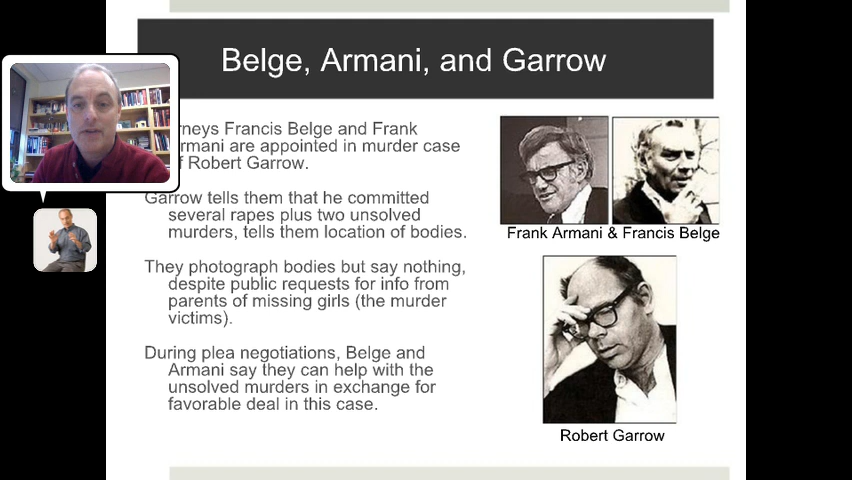 Belge, Armani, and Garrow
rneys Francis Belge and Frank
rmani are appointed in murder case
f Robert Garrow.
Garrow tells them that he committed
several rapes plus two unsolved
murders, tells them location of bodies.
They photograph bodies but say nothing,
despite public requests for info from
parents of missing girls (the murder
victims).
During plea negotiations, Belge and
Armani say they can help with the
unsolved murders in exchange for
favorable deal in this case.
Frank Armani & Francis Belge
Robert Garrow